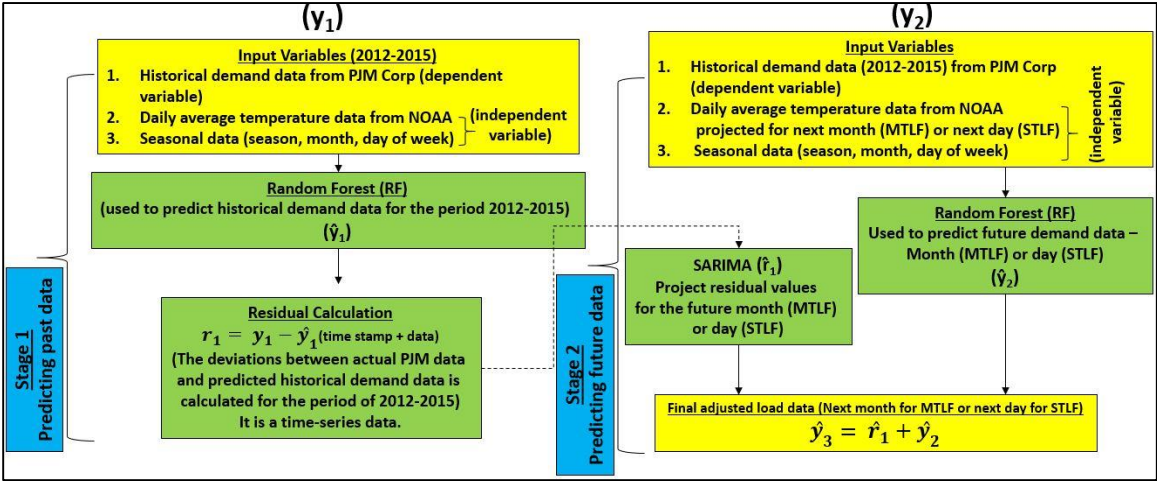 (y₁)
Input Variables (2012-2015)
1. Historical demand data from PJM Corp (dependent
variable)
2. Daily average temperature data from NOAA
3. Seasonal data (season, month, day of week)
(independent
variable)
Random Forest (RF)
(used to predict historical demand data for the period 2012-2015)
(ŷ₁)
Residual Calculation
r₁ = y₁ − ŷ₁(time stamp + data)
(The deviations between actual PJM data
and predicted historical demand data is
calculated for the period of 2012-2015)
It is a time-series data.
Stage 1
Predicting past data
(y₂)
Input Variables
1. Historical demand data (2012-2015) from PJM Corp
(dependent variable)
2. Daily average temperature data from NOAA
projected for next month (MTLF) or next day (STLF)
3. Seasonal data (season, month, day of week)
(independent
variable)
Random Forest (RF)
Used to predict future demand data –
Month (MTLF) or day (STLF)
(ŷ₂)
SARIMA (r̂₁)
Project residual values
for the future month (MTLF)
or day (STLF)
Stage 2
Predicting future data
Final adjusted load data (Next month for MTLF or next day for STLF)
ŷ₃ = r̂₁ + ŷ₂